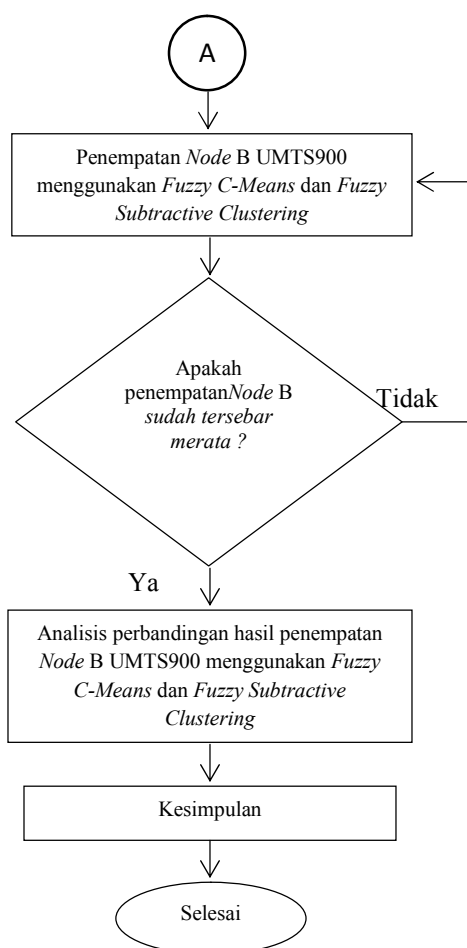 A
Penempatan Node B UMTS900
menggunakan Fuzzy C-Means dan Fuzzy
Subtractive Clustering
Apakah
penempatanNode B
sudah tersebar
merata ?
Tidak
Ya
Analisis perbandingan hasil penempatan
Node B UMTS900 menggunakan Fuzzy
C-Means dan Fuzzy Subtractive
Clustering
Kesimpulan
Selesai